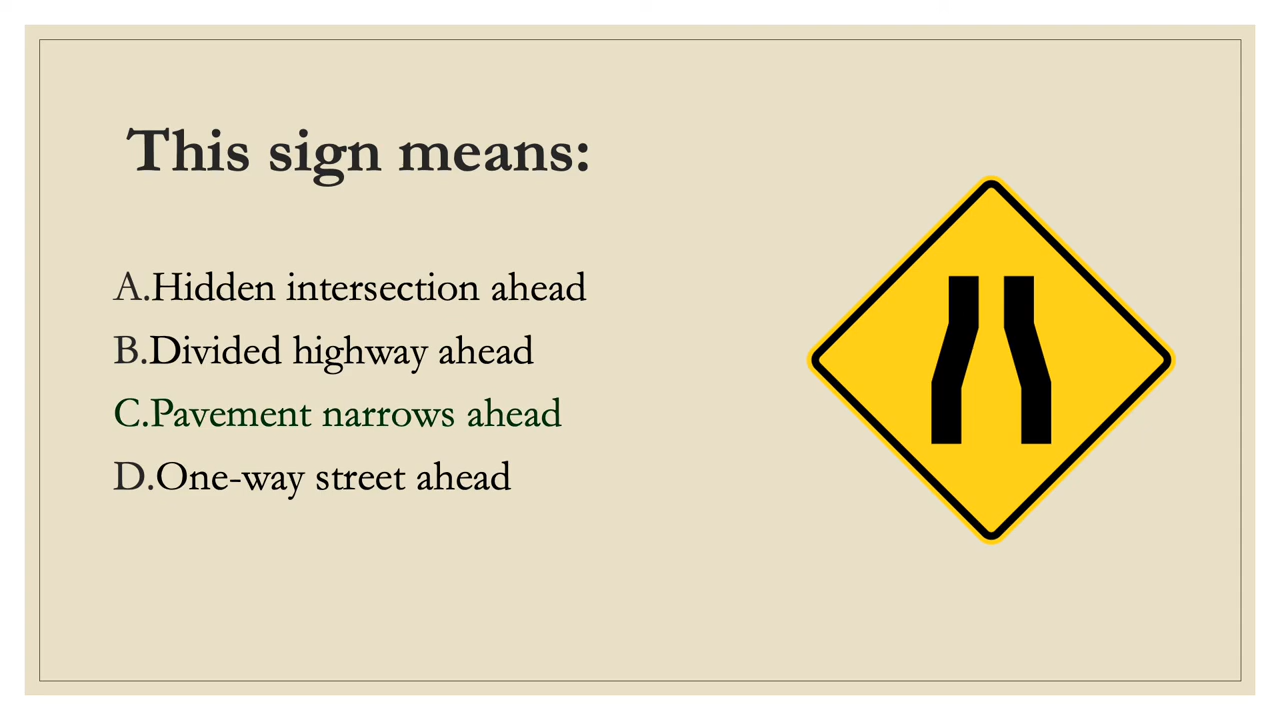 This sign means:
A.Hidden intersection ahead
B.Divided highway ahead
C.Pavement narrows ahead
D.One-way street ahead